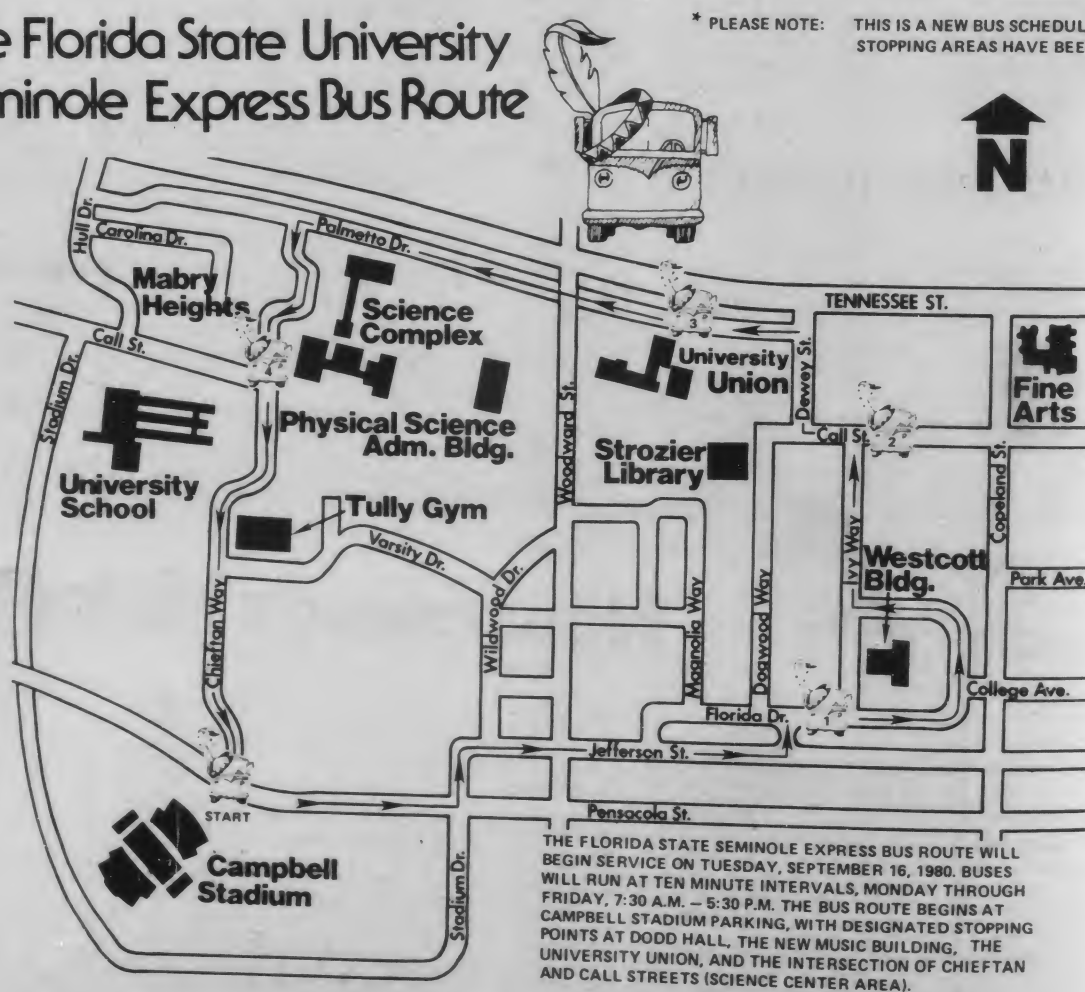 e Florida State University
minole Express Bus Route
* PLEASE NOTE: THIS IS A NEW BUS SCHEDUL
STOPPING AREAS HAVE BEE
N
Hull Dr.
Carolina Dr.
Palmetto Dr.
Mabry
Heights
Science
Complex
TENNESSEE ST.
3
University
Union
Dewey St.
Fine
Arts
Call St.
Stadium Dr.
Physical Science
Adm. Bldg.
Woodward St.
Call St.
2
Strozier
Library
Copeland St.
University
School
Tully Gym
Varsity Dr.
Ivy Way
Westcott
Bldg.
Park Ave.
Chieftan Way
Wildwood Dr.
Magnolia Way
Dogwood Way
College Ave.
Florida Dr.
1
Jefferson St.
START
Pensacola St.
Campbell
Stadium
Stadium Dr.
THE FLORIDA STATE SEMINOLE EXPRESS BUS ROUTE WILL
BEGIN SERVICE ON TUESDAY, SEPTEMBER 16, 1980. BUSES
WILL RUN AT TEN MINUTE INTERVALS, MONDAY THROUGH
FRIDAY, 7:30 A.M. – 5:30 P.M. THE BUS ROUTE BEGINS AT
CAMPBELL STADIUM PARKING, WITH DESIGNATED STOPPING
POINTS AT DODD HALL, THE NEW MUSIC BUILDING, THE
UNIVERSITY UNION, AND THE INTERSECTION OF CHIEFTAN
AND CALL STREETS (SCIENCE CENTER AREA).